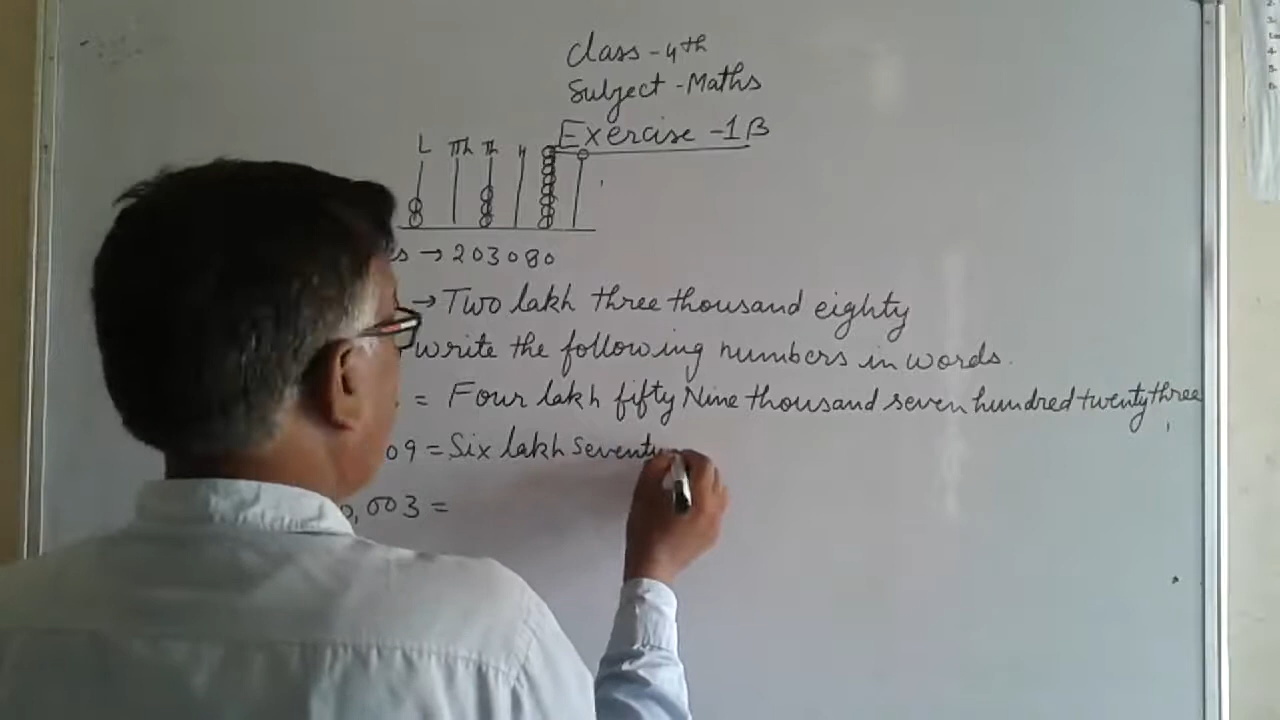 Class - 4th
Subject - Maths
Exercise - 1B
L TTh Th H
→ 203080
→ Two lakh three thousand eighty
write the following numbers in words.
= Four lakh fifty Nine thousand seven hundred twenty three
09 = Six lakh seventy
0,003 =